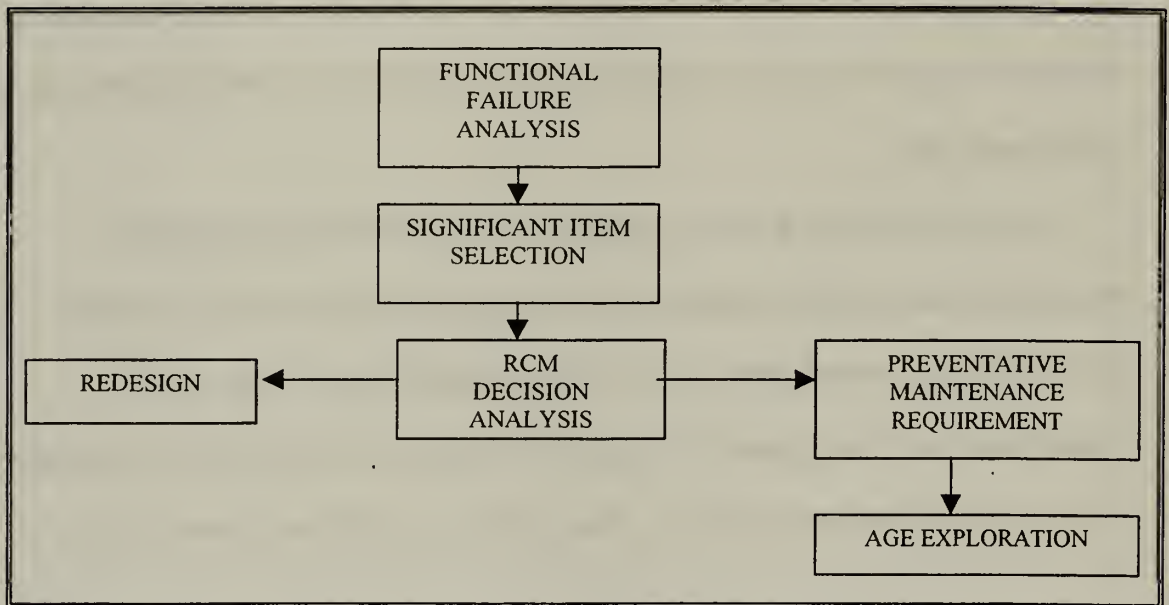 FUNCTIONAL
FAILURE
ANALYSIS
SIGNIFICANT ITEM
SELECTION
REDESIGN
RCM
DECISION
ANALYSIS
PREVENTATIVE
MAINTENANCE
REQUIREMENT
AGE EXPLORATION